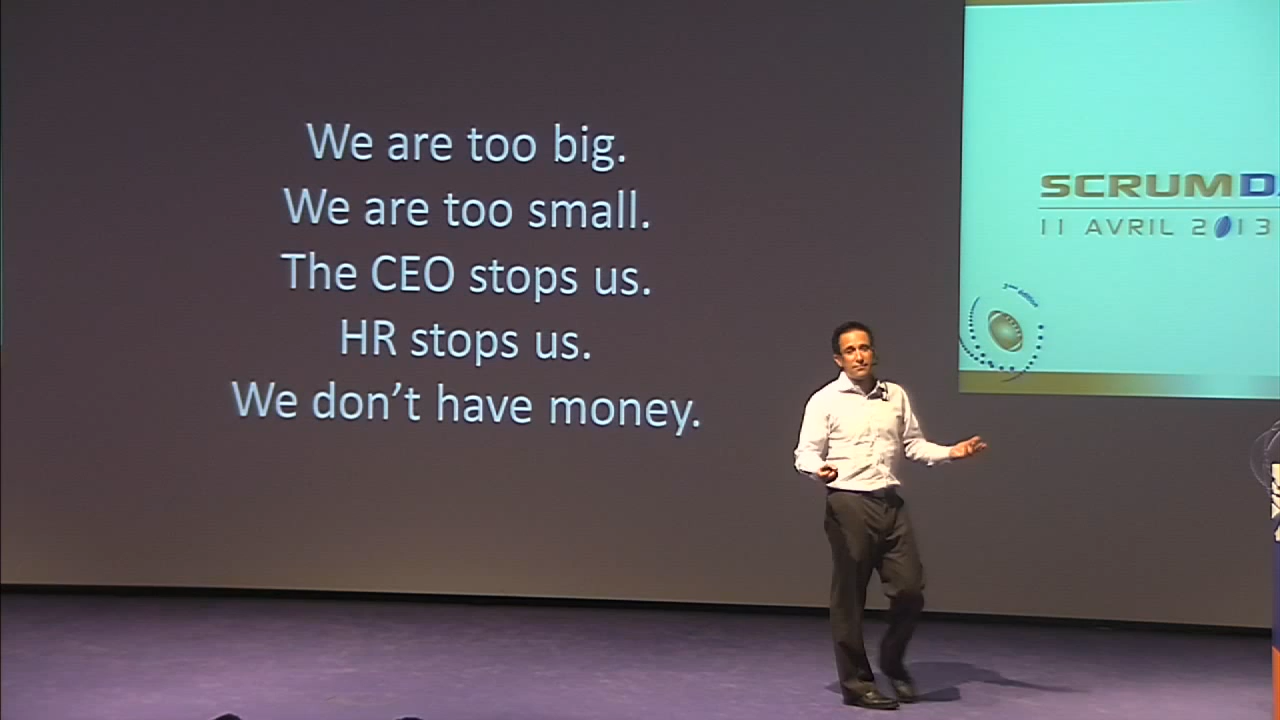 We are too big.
We are too small.
The CEO stops us.
HR stops us.
We don’t have money.
SCRUMD
11 AVRIL 2013